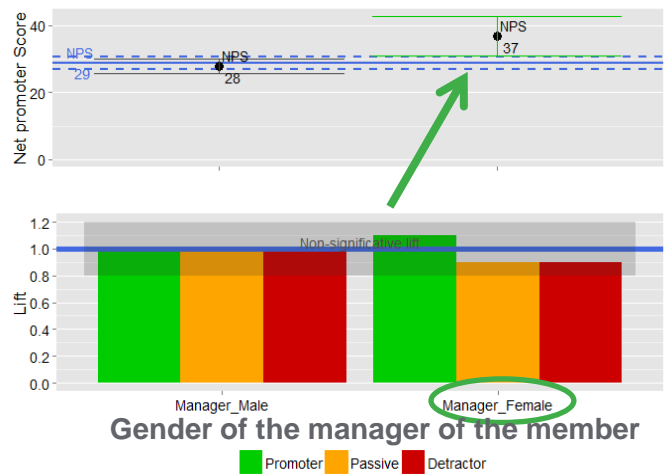 Net promoter Score
40
20
0
NPS
29
NPS
28
NPS
37
Lift
1.2
1.0
0.8
0.6
0.4
0.2
0.0
Non-significative lift
Manager_Male
Manager_Female
Gender of the manager of the member
Promoter Passive Detractor